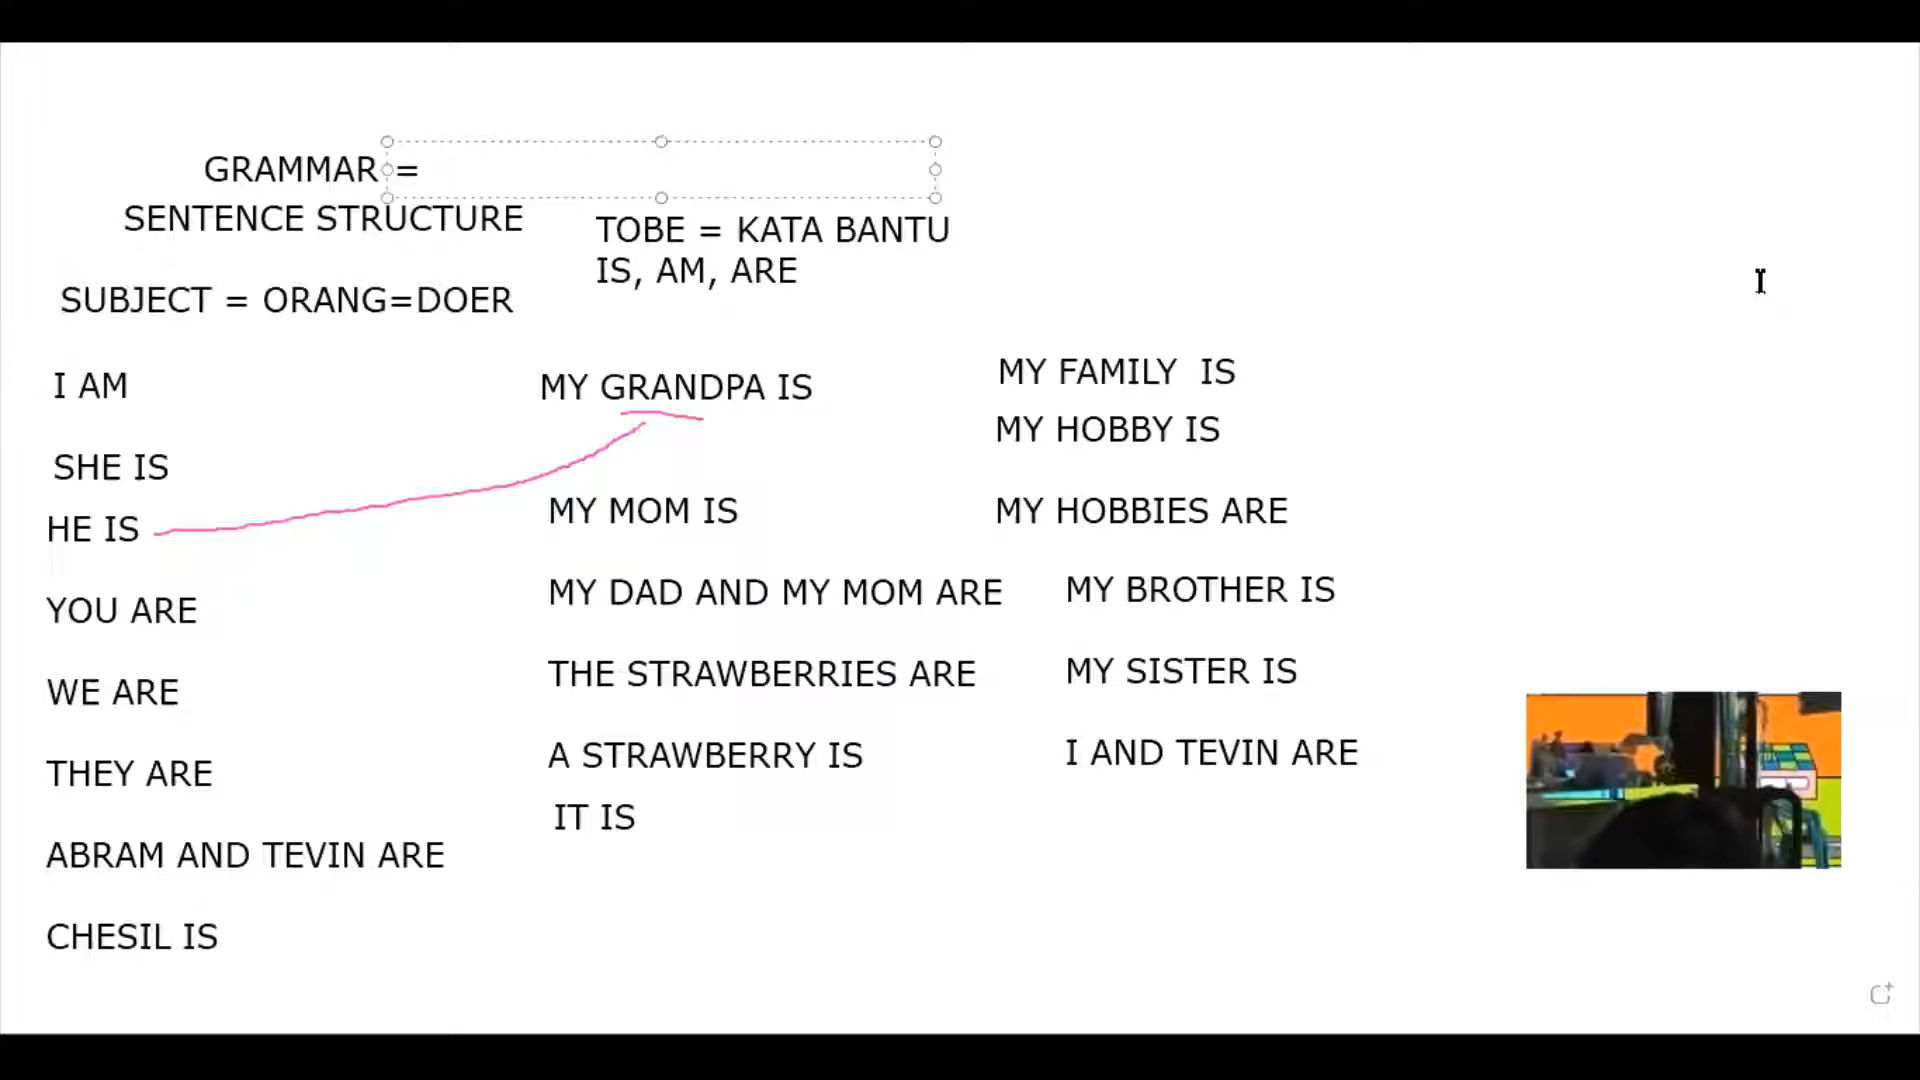 GRAMMAR =
SENTENCE STRUCTURE
TOBE = KATA BANTU
IS, AM, ARE
SUBJECT = ORANG=DOER
I AM
SHE IS
HE IS
YOU ARE
WE ARE
THEY ARE
ABRAM AND TEVIN ARE
CHESIL IS
MY GRANDPA IS
MY MOM IS
MY DAD AND MY MOM ARE
THE STRAWBERRIES ARE
A STRAWBERRY IS
IT IS
MY FAMILY  IS
MY HOBBY IS
MY HOBBIES ARE
MY BROTHER IS
MY SISTER IS
I AND TEVIN ARE